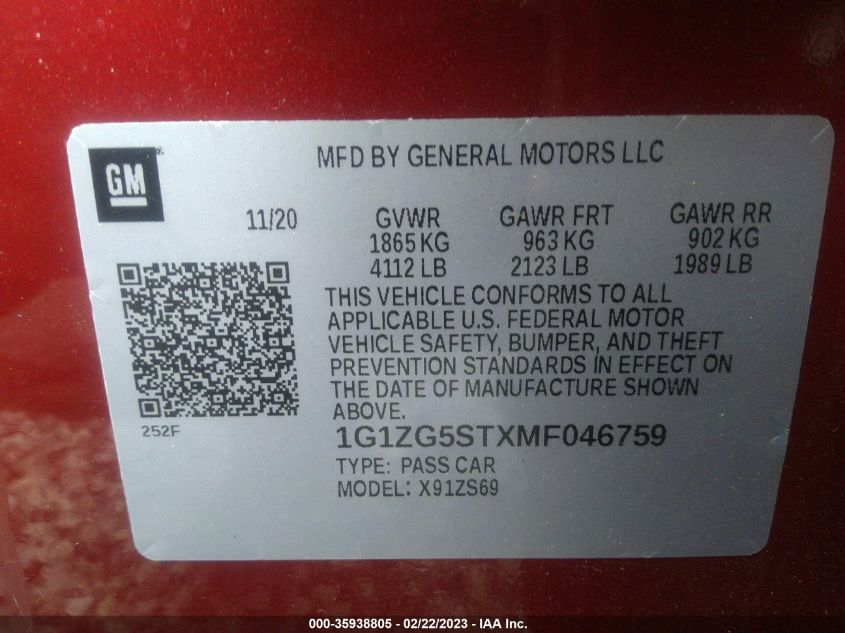 MFD BY GENERAL MOTORS LLC
GM
11/20 GVWR GAWR FRT GAWR RR
1865 KG 963 KG 902 KG
4112 LB 2123 LB 1989 LB
THIS VEHICLE CONFORMS TO ALL
APPLICABLE U.S. FEDERAL MOTOR
VEHICLE SAFETY, BUMPER, AND THEFT
PREVENTION STANDARDS IN EFFECT ON
THE DATE OF MANUFACTURE SHOWN
ABOVE.
252F
1G1ZG5STXMF046759
TYPE: PASS CAR
MODEL: X91ZS69
000-35938805 - 02/22/2023 - IAA Inc.